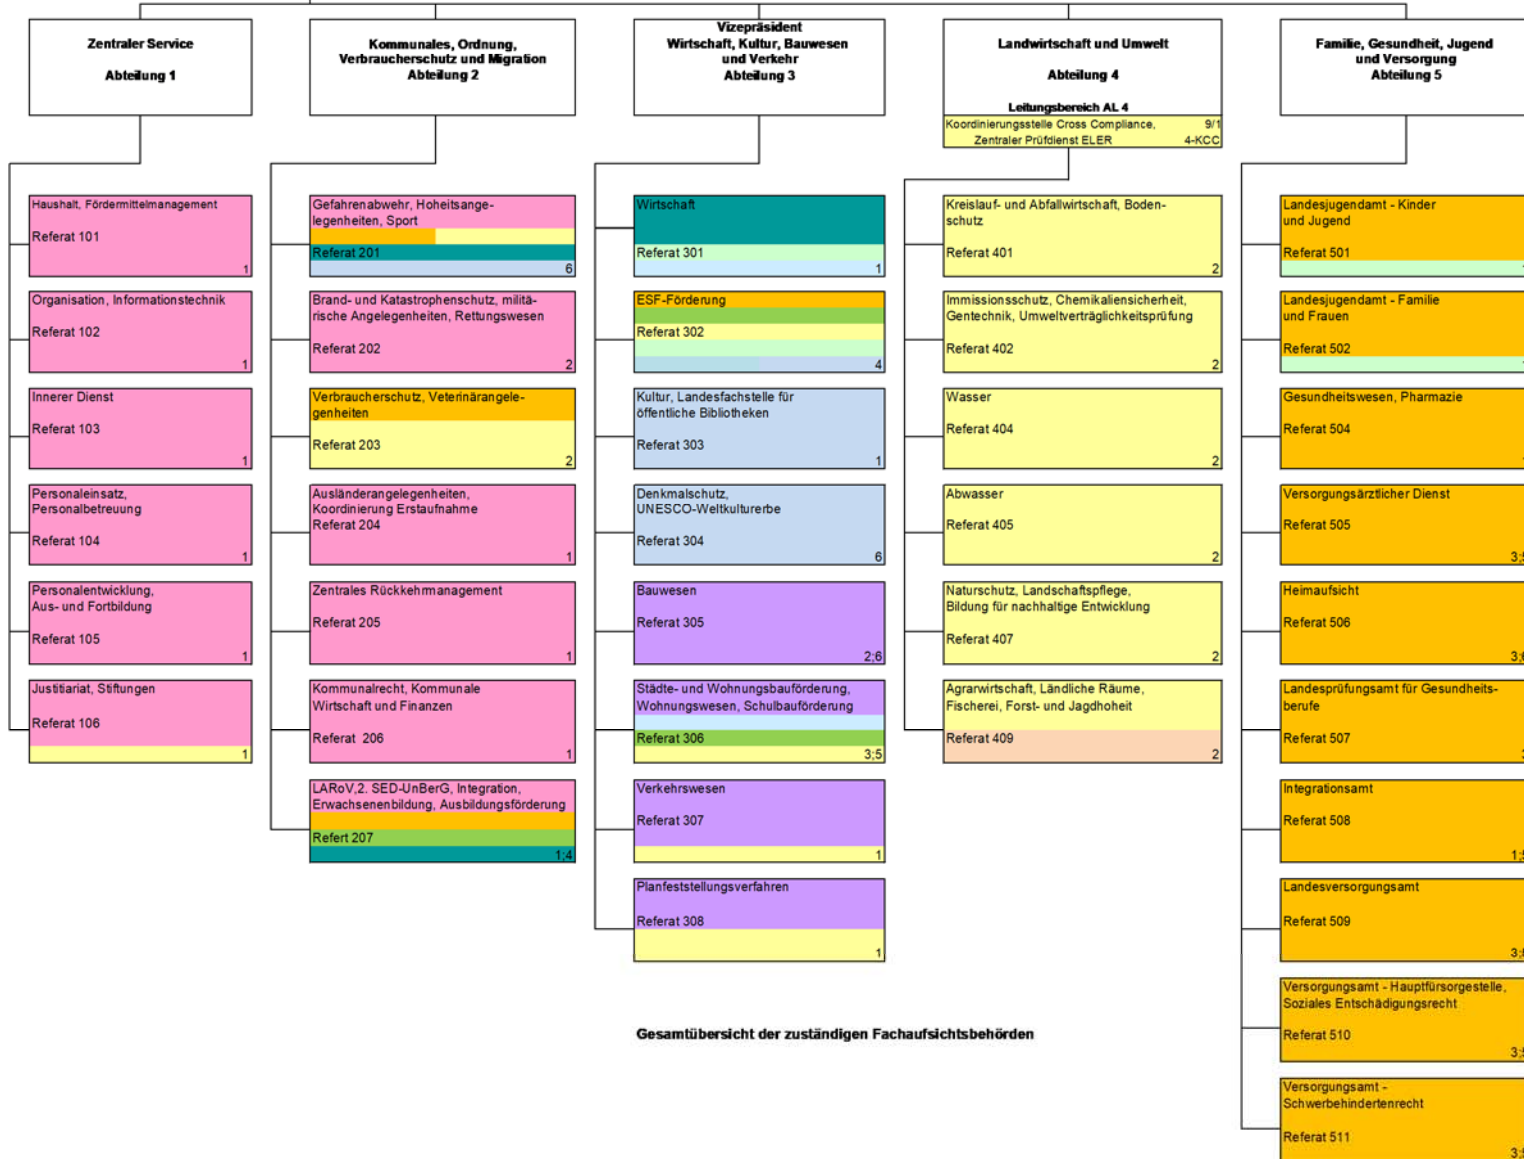 Zentraler Service
Abteilung 1
Kommunales, Ordnung,
Verbraucherschutz und Migration
Abteilung 2
Vizepräsident
Wirtschaft, Kultur, Bauwesen
und Verkehr
Abteilung 3
Landwirtschaft und Umwelt
Abteilung 4
Leitungsbereich AL 4
Koordinierungsstelle Cross Compliance, 9/1
Zentraler Prüfdienst ELER 4-KCC
Familie, Gesundheit, Jugend
und Versorgung
Abteilung 5
Haushalt, Fördermittelmanagement
Referat 101
1
Organisation, Informationstechnik
Referat 102
1
Innerer Dienst
Referat 103
1
Personaleinsatz,
Personalbetreuung
Referat 104
1
Personalentwicklung,
Aus- und Fortbildung
Referat 105
1
Justitiariat, Stiftungen
Referat 106
1
Gefahrenabwehr, Hoheitsange-
legenheiten, Sport
Referat 201
6
Brand- und Katastrophenschutz, militä-
rische Angelegenheiten, Rettungswesen
Referat 202
2
Verbraucherschutz, Veterinärangele-
genheiten
Referat 203
2
Ausländerangelegenheiten,
Koordinierung Erstaufnahme
Referat 204
1
Zentrales Rückkehrmanagement
Referat 205
1
Kommunalrecht, Kommunale
Wirtschaft und Finanzen
Referat 206
1
LARoV,2. SED-UnBerG, Integration,
Erwachsenenbildung, Ausbildungsförderung
Refert 207
1;4
Wirtschaft
Referat 301
1
ESF-Förderung
Referat 302
4
Kultur, Landesfachstelle für
öffentliche Bibliotheken
Referat 303
1
Denkmalschutz,
UNESCO-Weltkulturerbe
Referat 304
6
Bauwesen
Referat 305
2;6
Städte- und Wohnungsbauförderung,
Wohnungswesen, Schulbauförderung
Referat 306
3;5
Verkehrswesen
Referat 307
1
Planfeststellungsverfahren
Referat 308
1
Kreislauf- und Abfallwirtschaft, Boden-
schutz
Referat 401
2
Immissionsschutz, Chemikaliensicherheit,
Gentechnik, Umweltverträglichkeitsprüfung
Referat 402
2
Wasser
Referat 404
2
Abwasser
Referat 405
2
Naturschutz, Landschaftspflege,
Bildung für nachhaltige Entwicklung
Referat 407
2
Agrarwirtschaft, Ländliche Räume,
Fischerei, Forst- und Jagdhoheit
Referat 409
2
Landesjugendamt - Kinder
und Jugend
Referat 501
Landesjugendamt - Familie
und Frauen
Referat 502
Gesundheitswesen, Pharmazie
Referat 504
Versorgungsärztlicher Dienst
Referat 505
3;5
Heimaufsicht
Referat 506
3;6
Landesprüfungsamt für Gesundheits-
berufe
Referat 507
Integrationsamt
Referat 508
1;5
Landesversorgungsamt
Referat 509
Versorgungsamt - Hauptfürsorgestelle,
Soziales Entschädigungsrecht
Referat 510
3;5
Versorgungsamt -
Schwerbehindertenrecht
Referat 511
3;5
Gesamtübersicht der zuständigen Fachaufsichtsbehörden